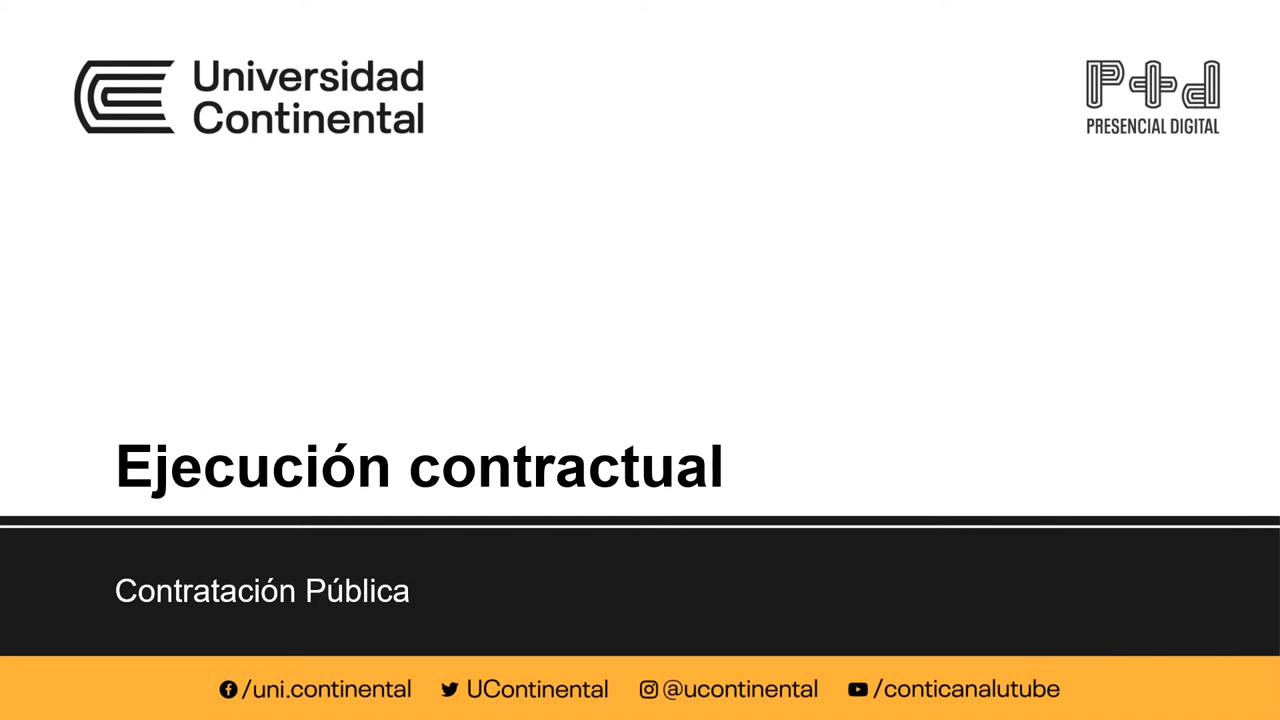 Universidad
Continental
P+d
PRESENCIAL DIGITAL
Ejecución contractual
Contratación Pública
/uni.continental UContinental @ucontinental /conticanalutube